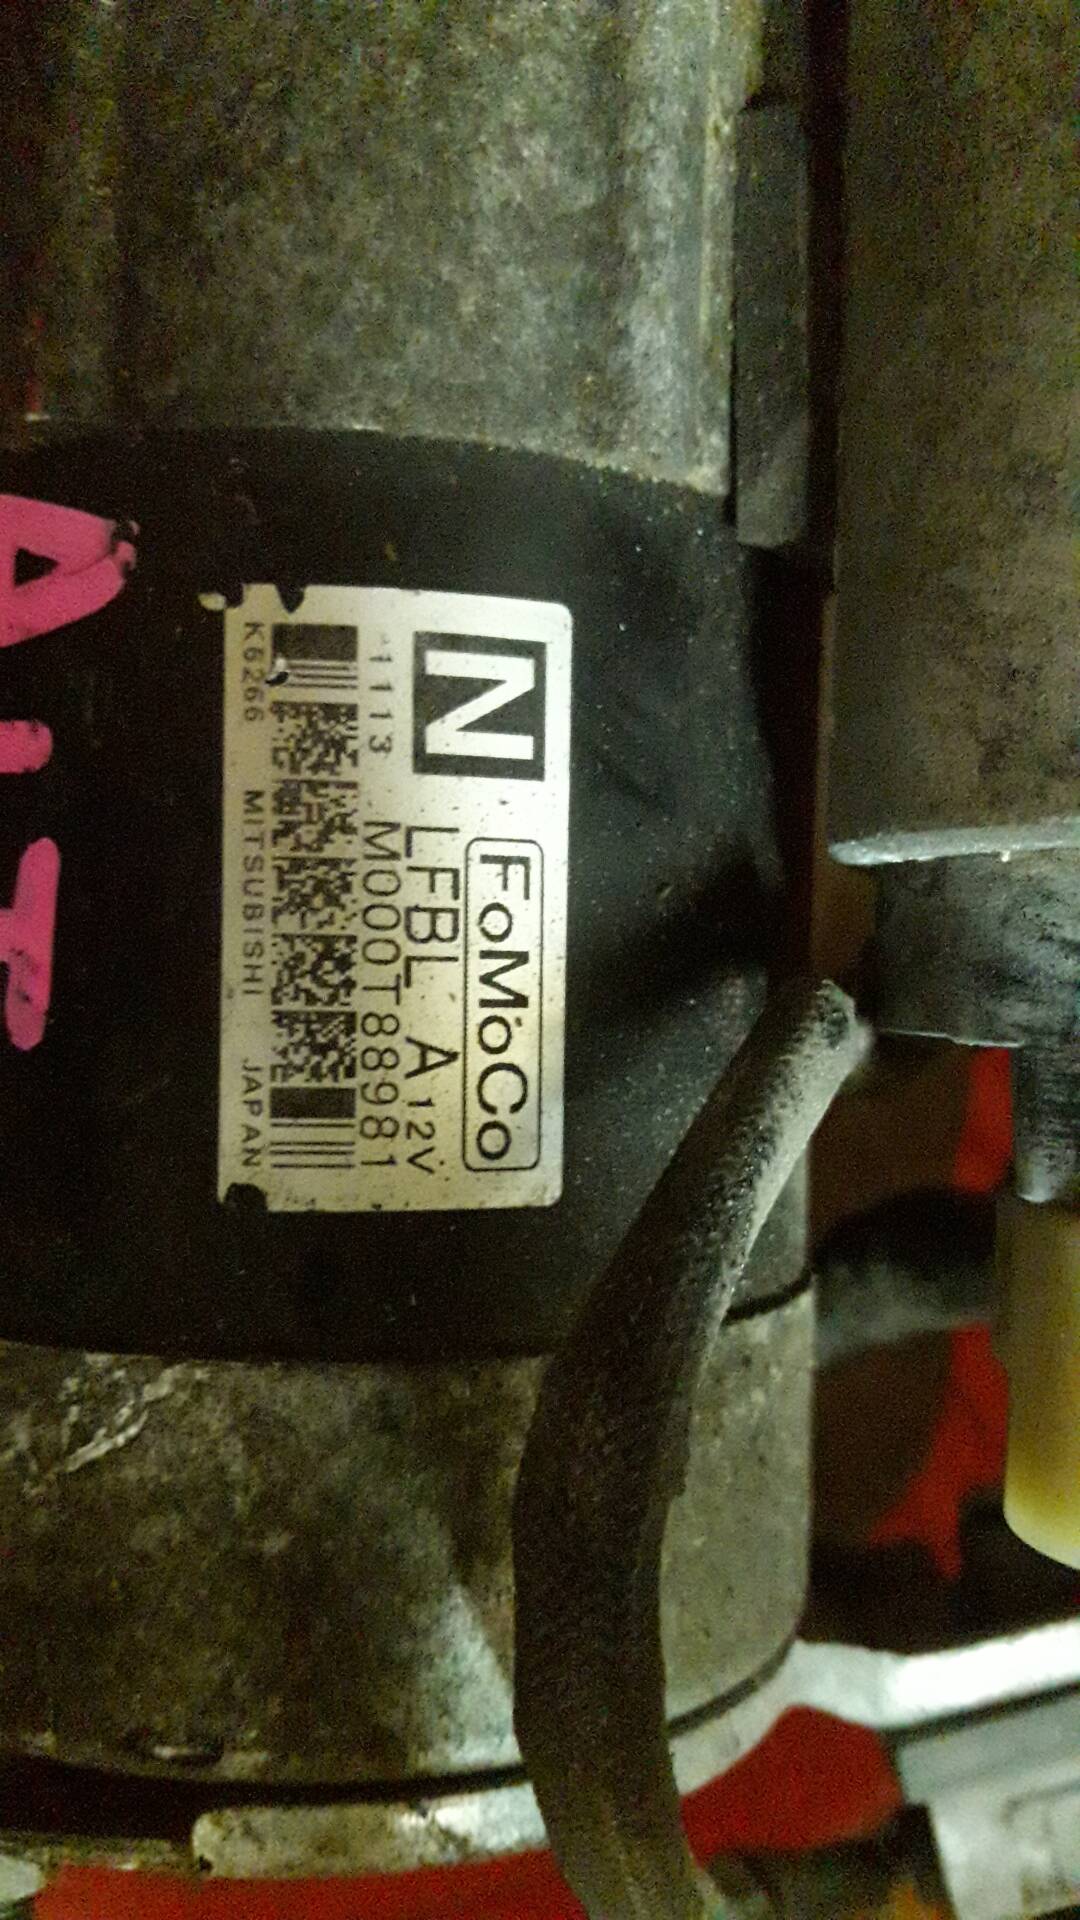 N FoMoCo
LFBL A 12V
1113 M000T88981
K6266 MITSUBISHI JAPAN